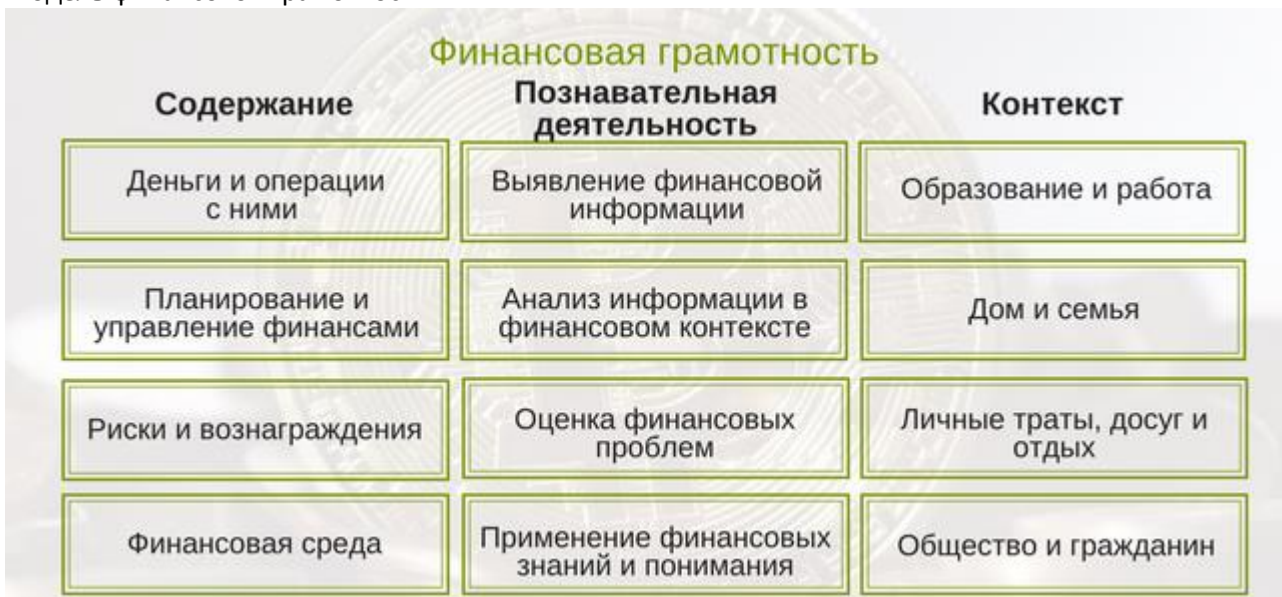 Финансовая грамотность
Содержание
Познавательная
деятельность
Контекст
Деньги и операции
с ними
Выявление финансовой
информации
Образование и работа
Планирование и
управление финансами
Анализ информации в
финансовом контексте
Дом и семья
Риски и вознаграждения
Оценка финансовых
проблем
Личные траты, досуг и
отдых
Финансовая среда
Применение финансовых
знаний и понимания
Общество и гражданин